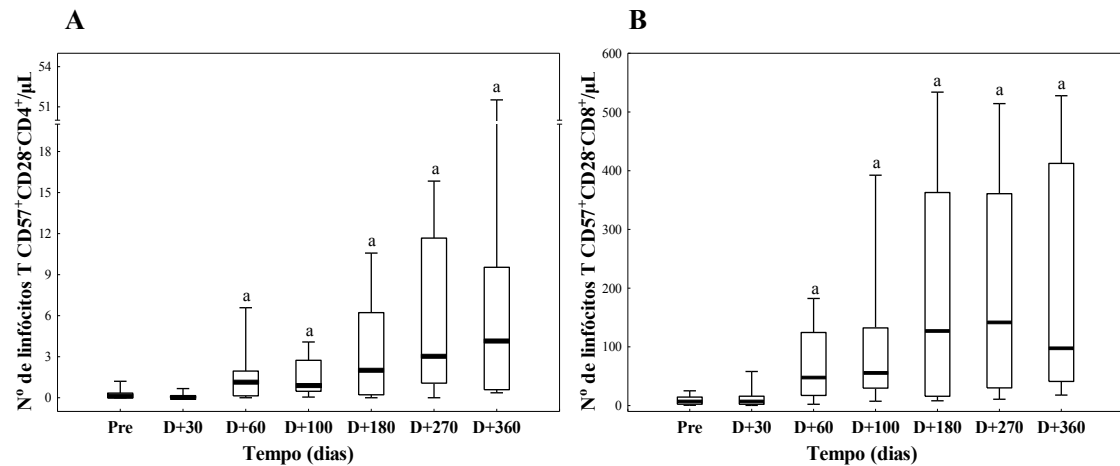 A
Nº de linfócitos T CD57⁺CD28⁻CD4⁺/µL
54
51
15
12
9
6
3
0
a
a
a
a
a
Pre D+30 D+60 D+100 D+180 D+270 D+360
Tempo (dias)
B
Nº de linfócitos T CD57⁺CD28⁻CD8⁺/µL
600
500
400
300
200
100
0
a
a
a
a
a
Pre D+30 D+60 D+100 D+180 D+270 D+360
Tempo (dias)